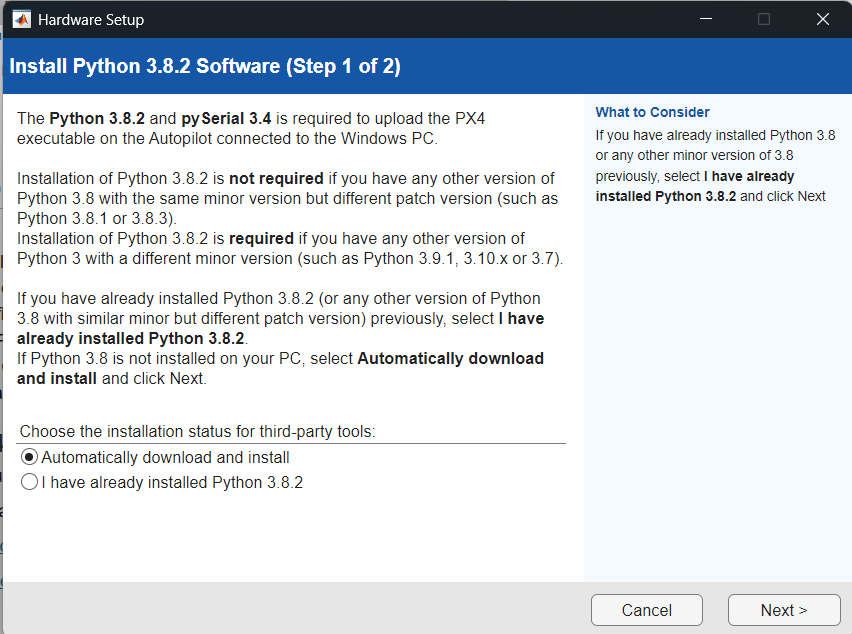 Hardware Setup
Install Python 3.8.2 Software (Step 1 of 2)
The Python 3.8.2 and pySerial 3.4 is required to upload the PX4
executable on the Autopilot connected to the Windows PC.
Installation of Python 3.8.2 is not required if you have any other version of
Python 3.8 with the same minor version but different patch version (such as
Python 3.8.1 or 3.8.3).
Installation of Python 3.8.2 is required if you have any other version of
Python 3 with a different minor version (such as Python 3.9.1, 3.10.x or 3.7).
If you have already installed Python 3.8.2 (or any other version of Python
3.8 with similar minor but different patch version) previously, select I have
already installed Python 3.8.2.
If Python 3.8 is not installed on your PC, select Automatically download
and install and click Next.
Choose the installation status for third-party tools:
Automatically download and install
I have already installed Python 3.8.2
What to Consider
If you have already installed Python 3.8
or any other minor version of 3.8
previously, select I have already
installed Python 3.8.2 and click Next
Cancel
Next >